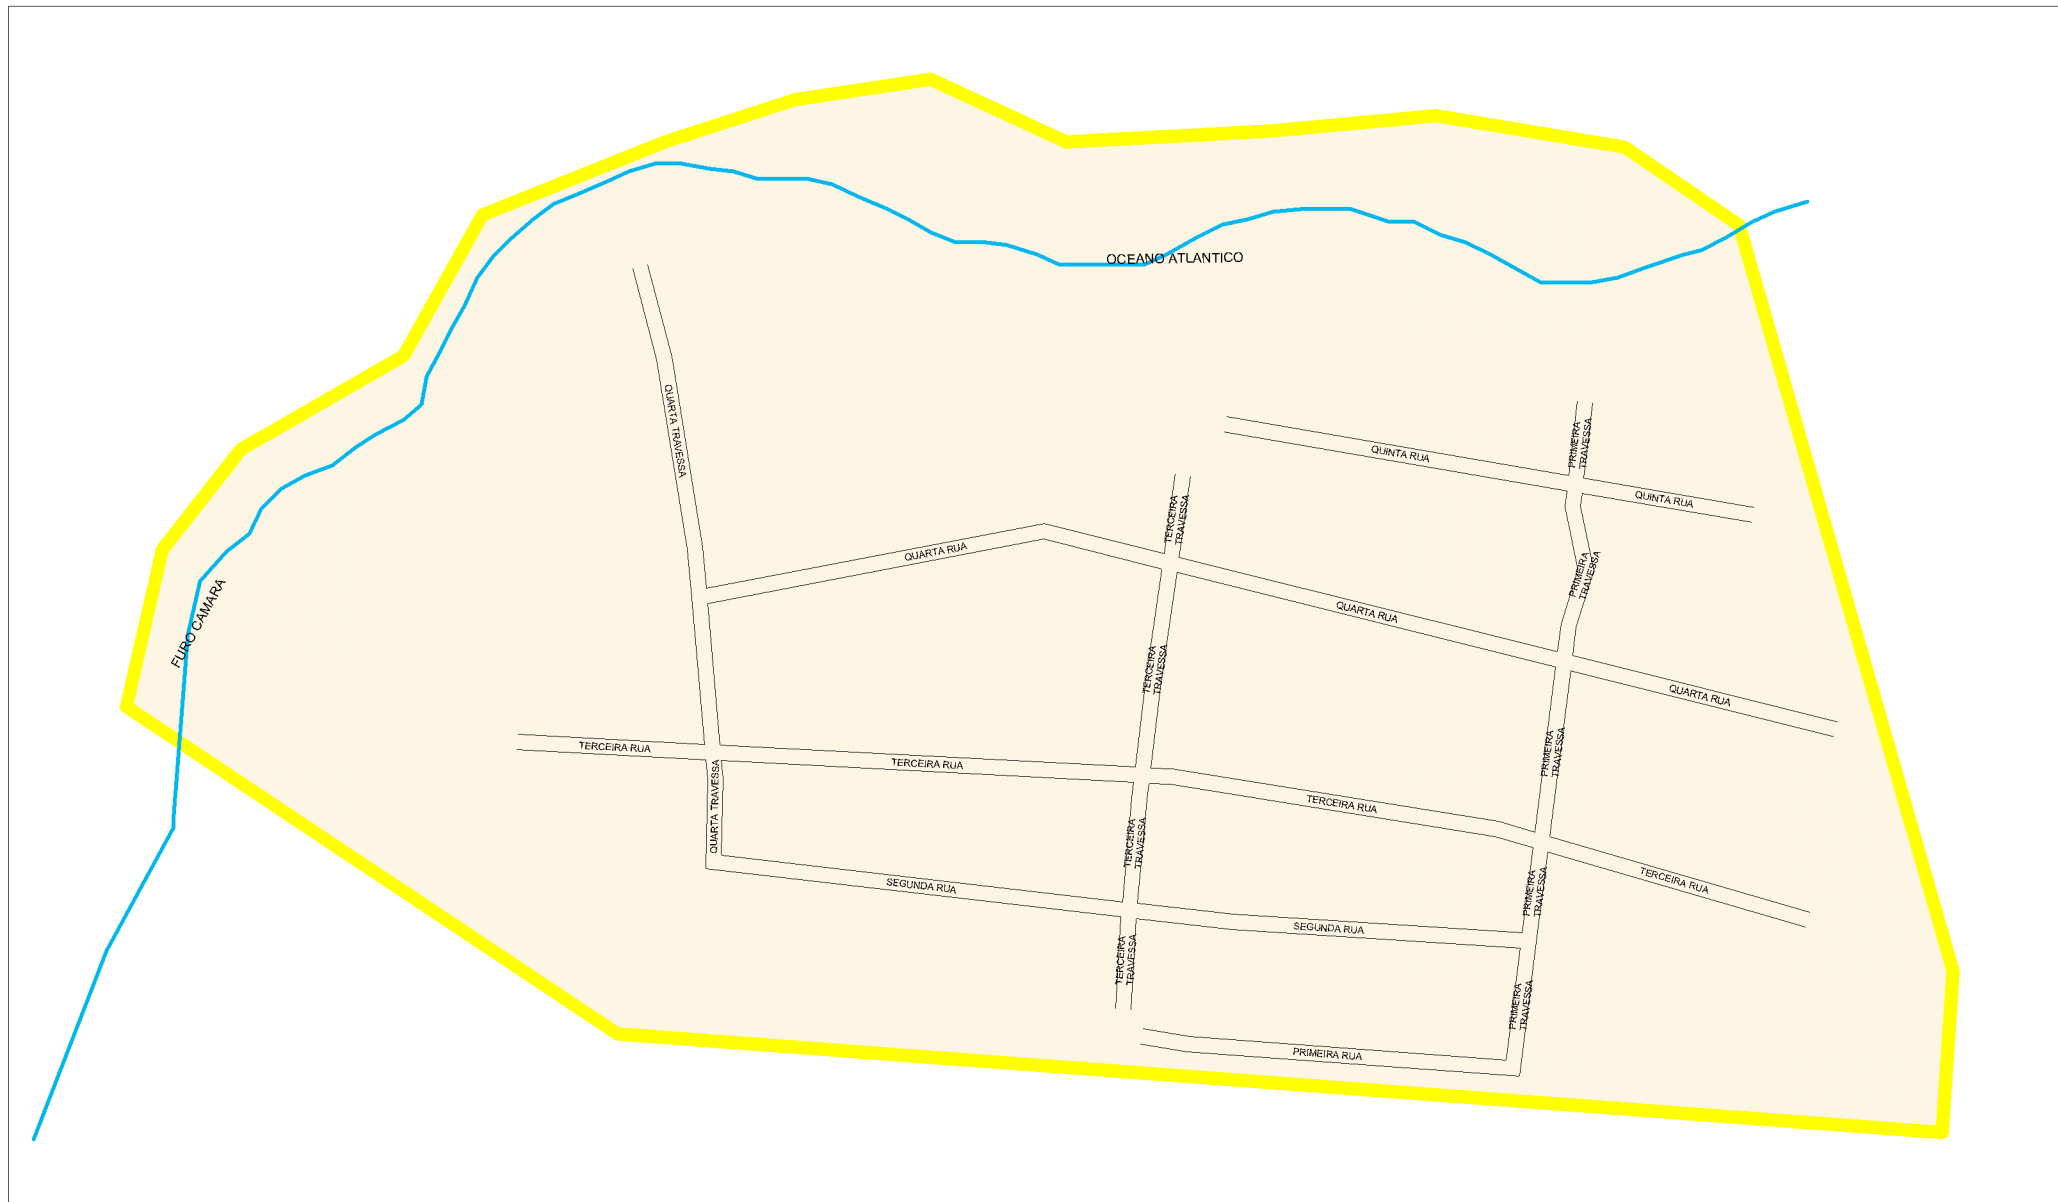 OCEANO ATLANTICO
QUARTA TRAVESSA
PRIMEIRA
TRAVESSA
QUINTA RUA
QUINTA RUA
TERCEIRA
TRAVESSA
QUARTA RUA
PRIMEIRA
TRAVESSA
QUARTA RUA
FURO CAMARA
TERCEIRA
TRAVESSA
QUARTA RUA
TERCEIRA RUA
TERCEIRA RUA
PRIMEIRA
TRAVESSA
QUARTA TRAVESSA
TERCEIRA RUA
TERCEIRA
TRAVESSA
SEGUNDA RUA
TERCEIRA RUA
PRIMEIRA
TRAVESSA
SEGUNDA RUA
TERCEIRA
TRAVESSA
PRIMEIRA
TRAVESSA
PRIMEIRA RUA